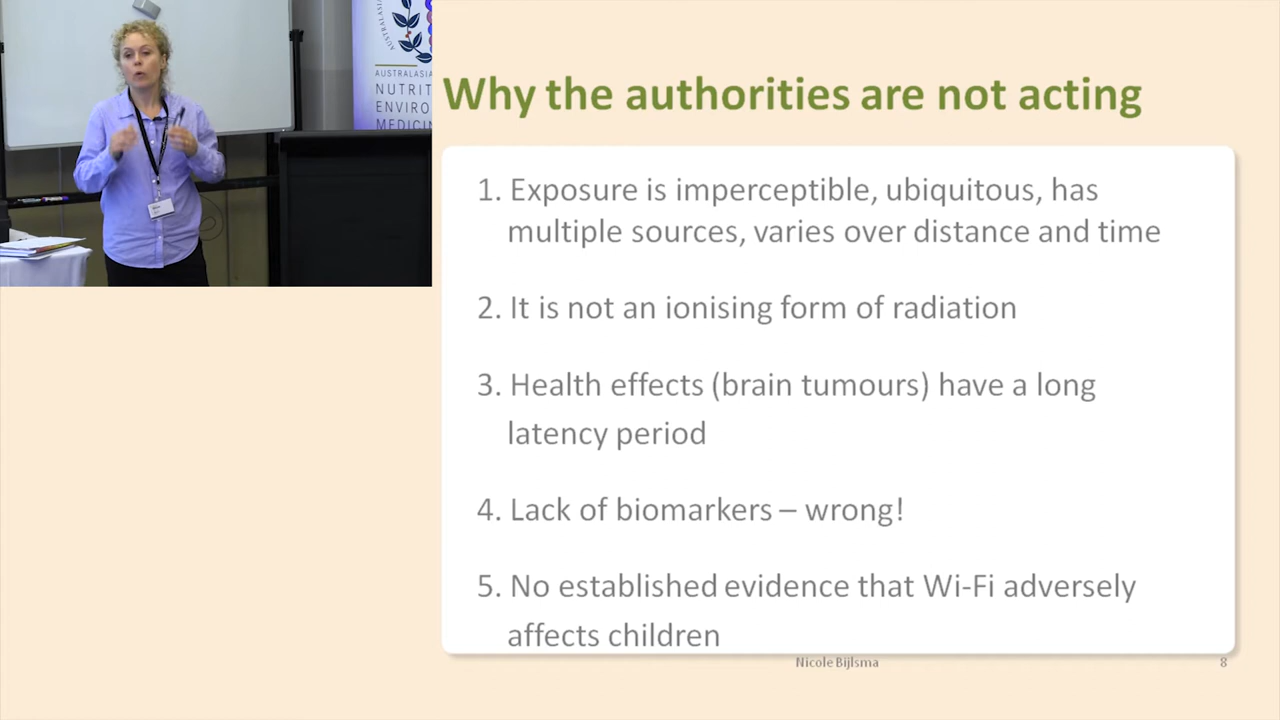 AUSTRALASIA
AUSTRALASIA
NUTRIT
ENVIRO
MEDICIN
Why the authorities are not acting
1. Exposure is imperceptible, ubiquitous, has
multiple sources, varies over distance and time
2. It is not an ionising form of radiation
3. Health effects (brain tumours) have a long
latency period
4. Lack of biomarkers – wrong!
5. No established evidence that Wi-Fi adversely
affects children
Nicole Bijlsma
8